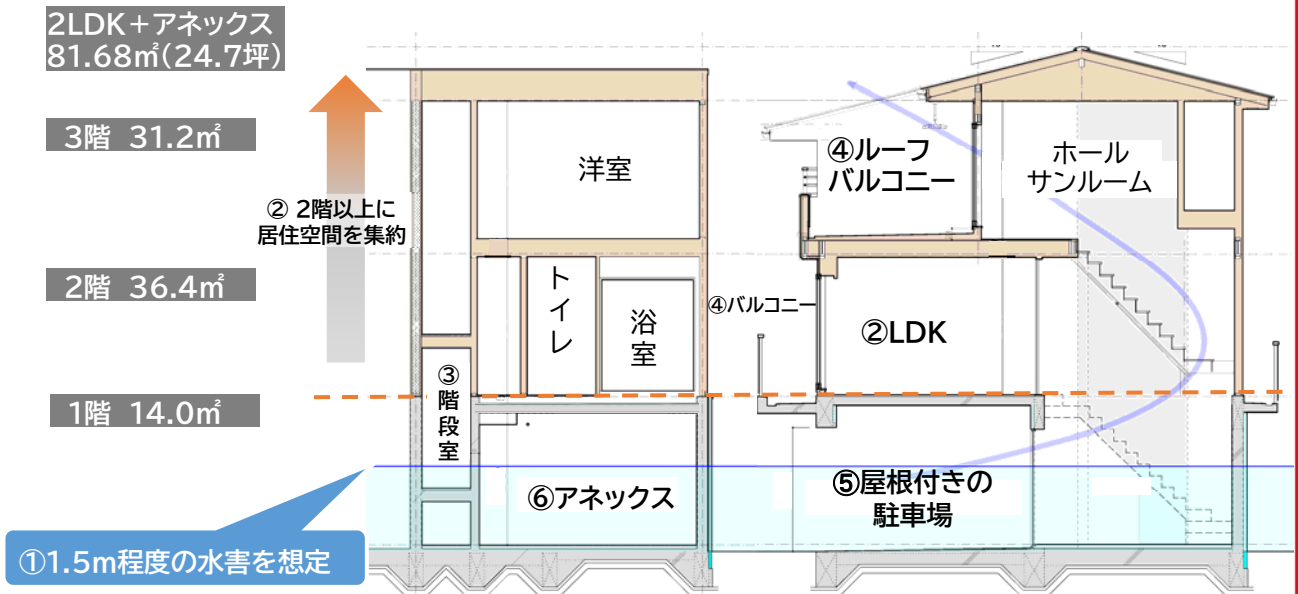 2LDK＋アネックス
81.68㎡(24.7坪)
3階 31.2㎡
② 2階以上に
居住空間を集約
2階 36.4㎡
1階 14.0㎡
①1.5m程度の水害を想定
洋室
トイレ
浴室
③階段室
⑥アネックス
④ルーフ
バルコニー
ホール
サンルーム
④バルコニー
②LDK
⑤屋根付きの
駐車場